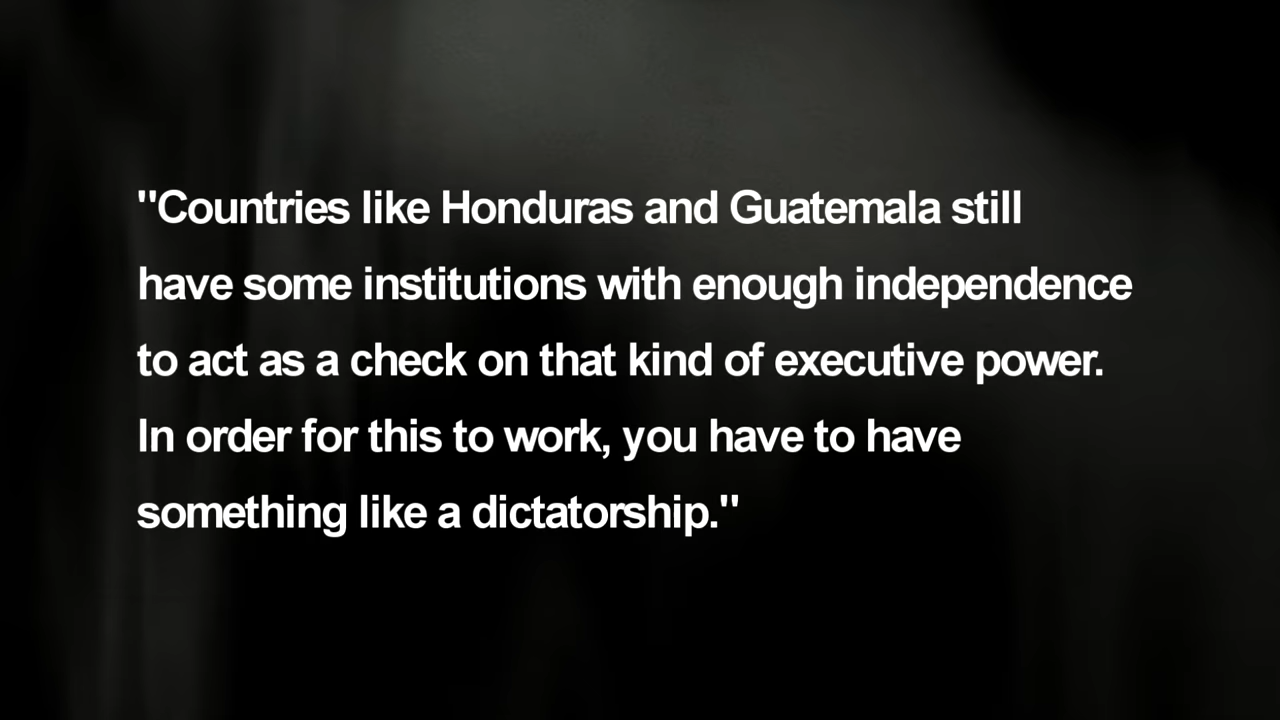 "Countries like Honduras and Guatemala still
have some institutions with enough independence
to act as a check on that kind of executive power.
In order for this to work, you have to have
something like a dictatorship."